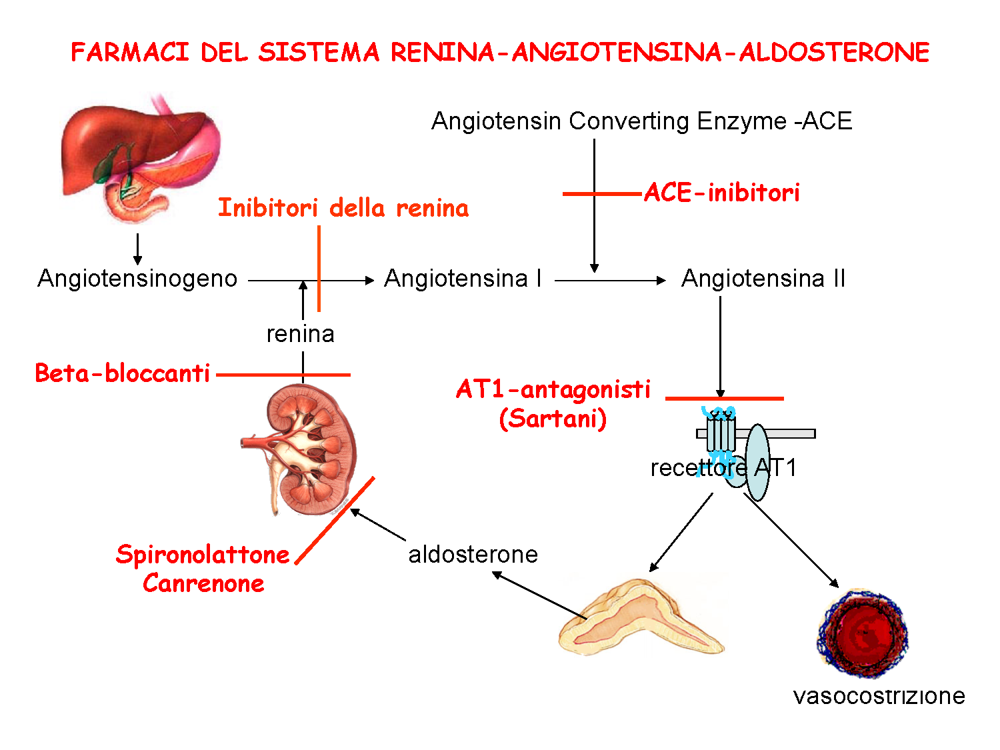 FARMACI DEL SISTEMA RENINA-ANGIOTENSINA-ALDOSTERONE
Angiotensin Converting Enzyme -ACE
ACE-inibitori
Inibitori della renina
Angiotensinogeno
Angiotensina I
Angiotensina II
renina
Beta-bloccanti
AT1-antagonisti
(Sartani)
recettore AT1
Spironolattone
Canrenone
aldosterone
vasocostrizione